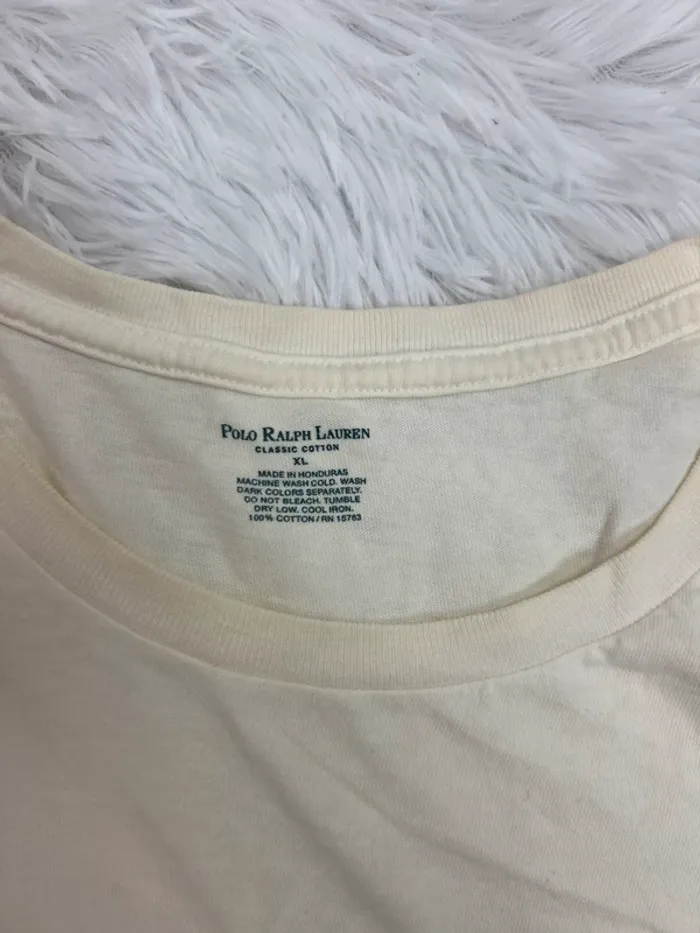 POLO RALPH LAUREN
CLASSIC COTTON
XL
MADE IN HONDURAS
MACHINE WASH COLD. WASH
DARK COLORS SEPARATELY.
DO NOT BLEACH. TUMBLE
DRY LOW. COOL IRON.
100% COTTON / RN 15763